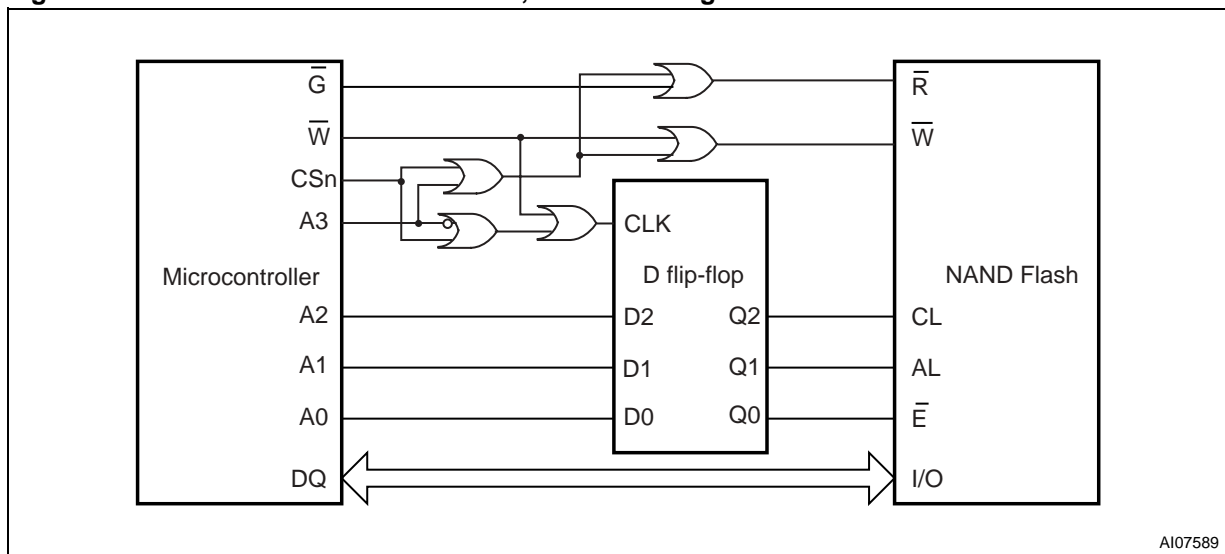 G̅
W̅
CSn
A3
Microcontroller
A2
A1
A0
DQ
CLK
D flip-flop
D2 Q2
D1 Q1
D0 Q0
R̅
W̅
NAND Flash
CL
AL
E̅
I/O
AI07589